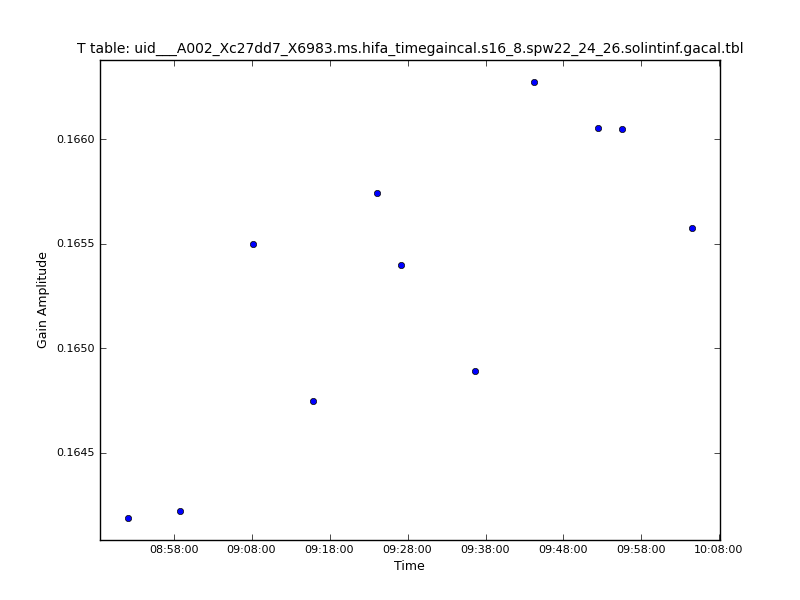 T table: uid___A002_Xc27dd7_X6983.ms.hifa_timegaincal.s16_8.spw22_24_26.solintinf.gacal.tbl
0.1660
0.1655
Gain Amplitude
0.1650
0.1645
08:58:00 09:08:00 09:18:00 09:28:00 09:38:00 09:48:00 09:58:00 10:08:00
Time